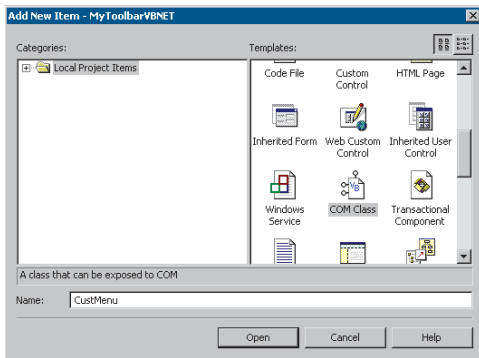 Add New Item - MyToolbarVBNET
Categories:
Templates:
Local Project Items
Code File
Custom Control
HTML Page
Inherited Form
Web Custom Control
Inherited User Control
Windows Service
COM Class
Transactional Component
A class that can be exposed to COM
Name:
CustMenu
Open
Cancel
Help